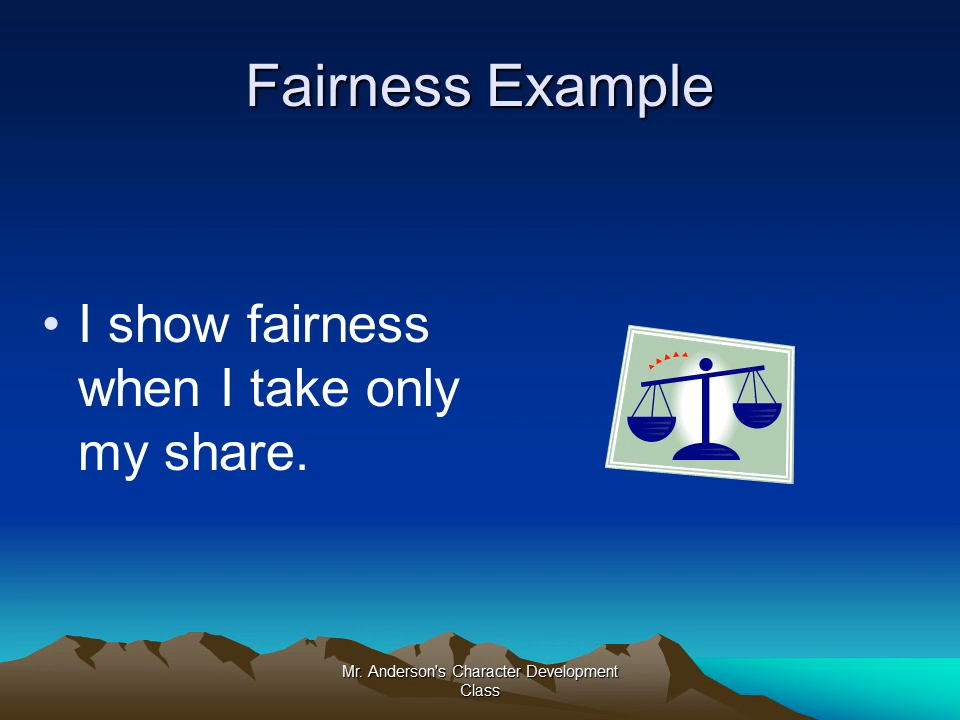 Fairness Example
• I show fairness
when I take only
my share.
Mr. Anderson's Character Development
Class